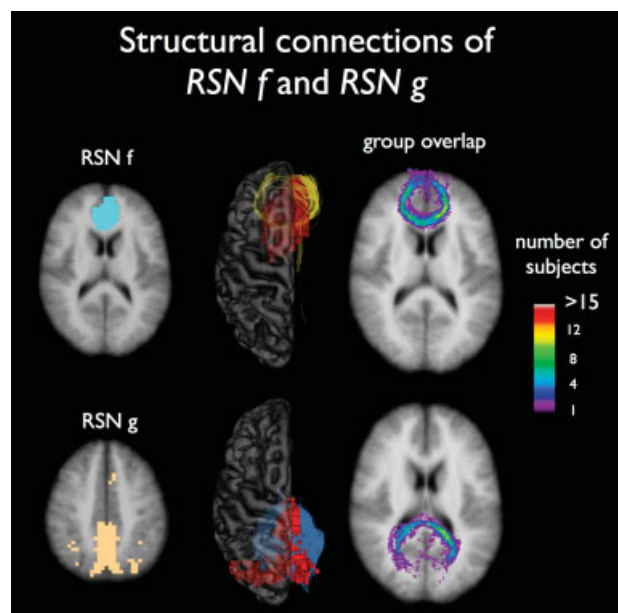 Structural connections of
RSN f and RSN g
RSN f
group overlap
number of
subjects
>15
12
8
4
1
RSN g